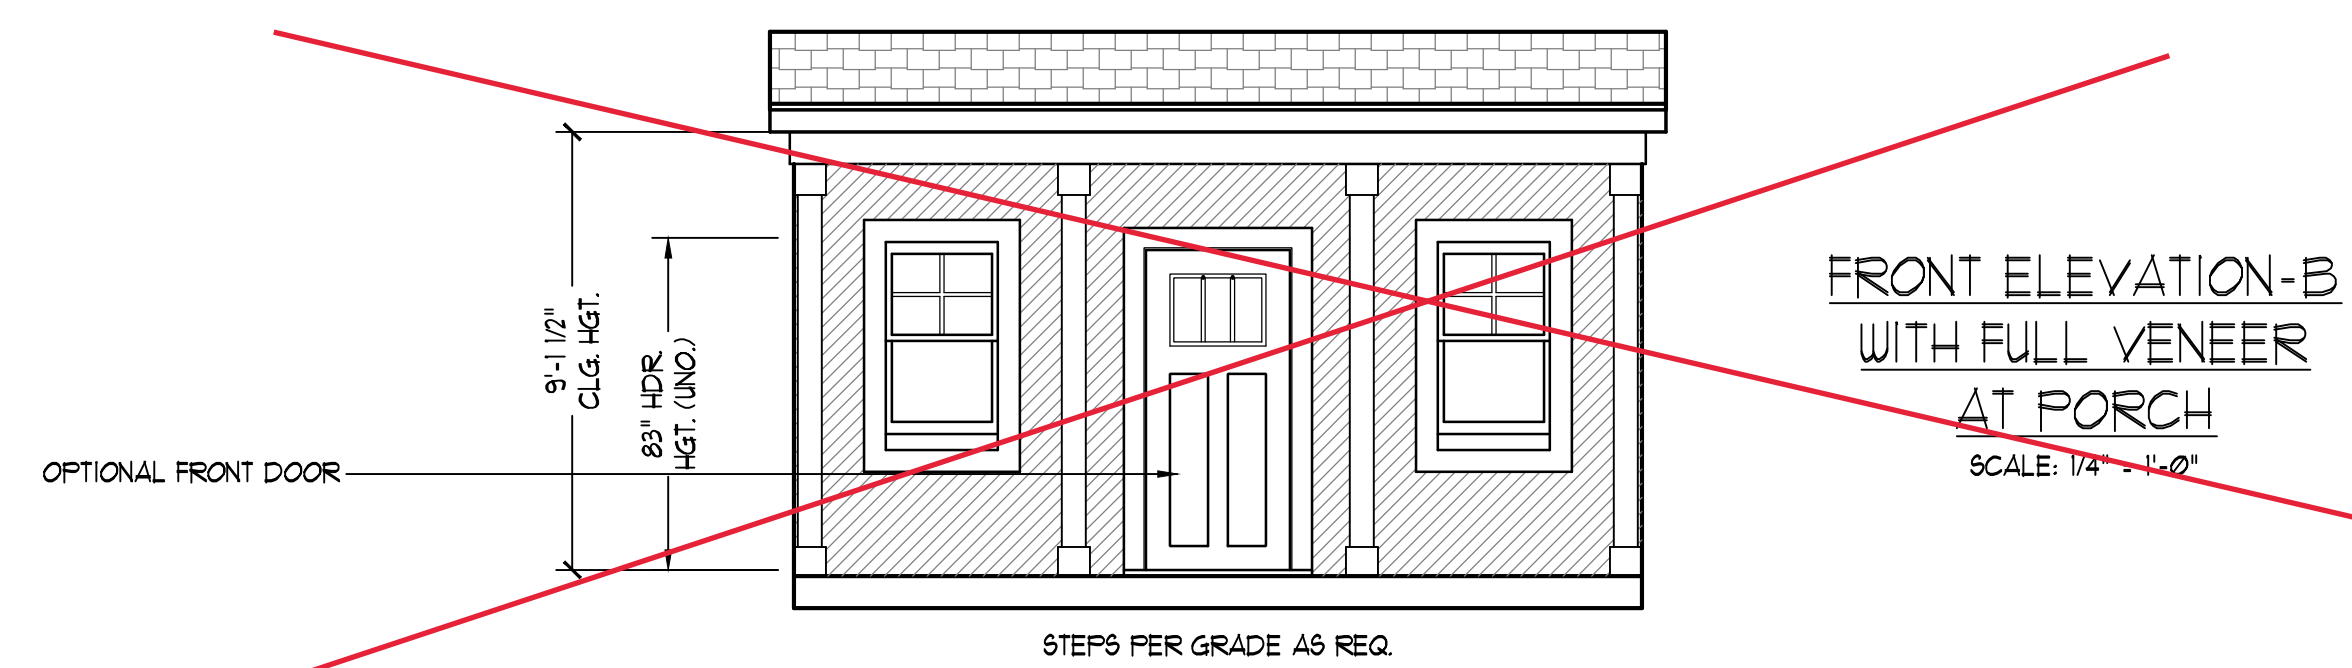 9'-1 1/2"
CLG. HGT.
83" HDR.
HGT. (UNO.)
OPTIONAL FRONT DOOR
FRONT ELEVATION-B
WITH FULL VENEER
AT PORCH
SCALE: 1/4" = 1'-0"
STEPS PER GRADE AS REQ.